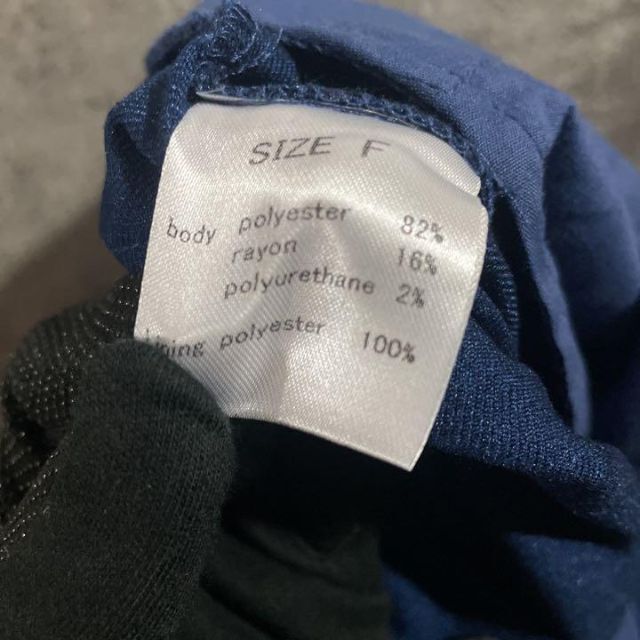 SIZE F
body polyester 82%
rayon 16%
polyurethane 2%
polyester 100%